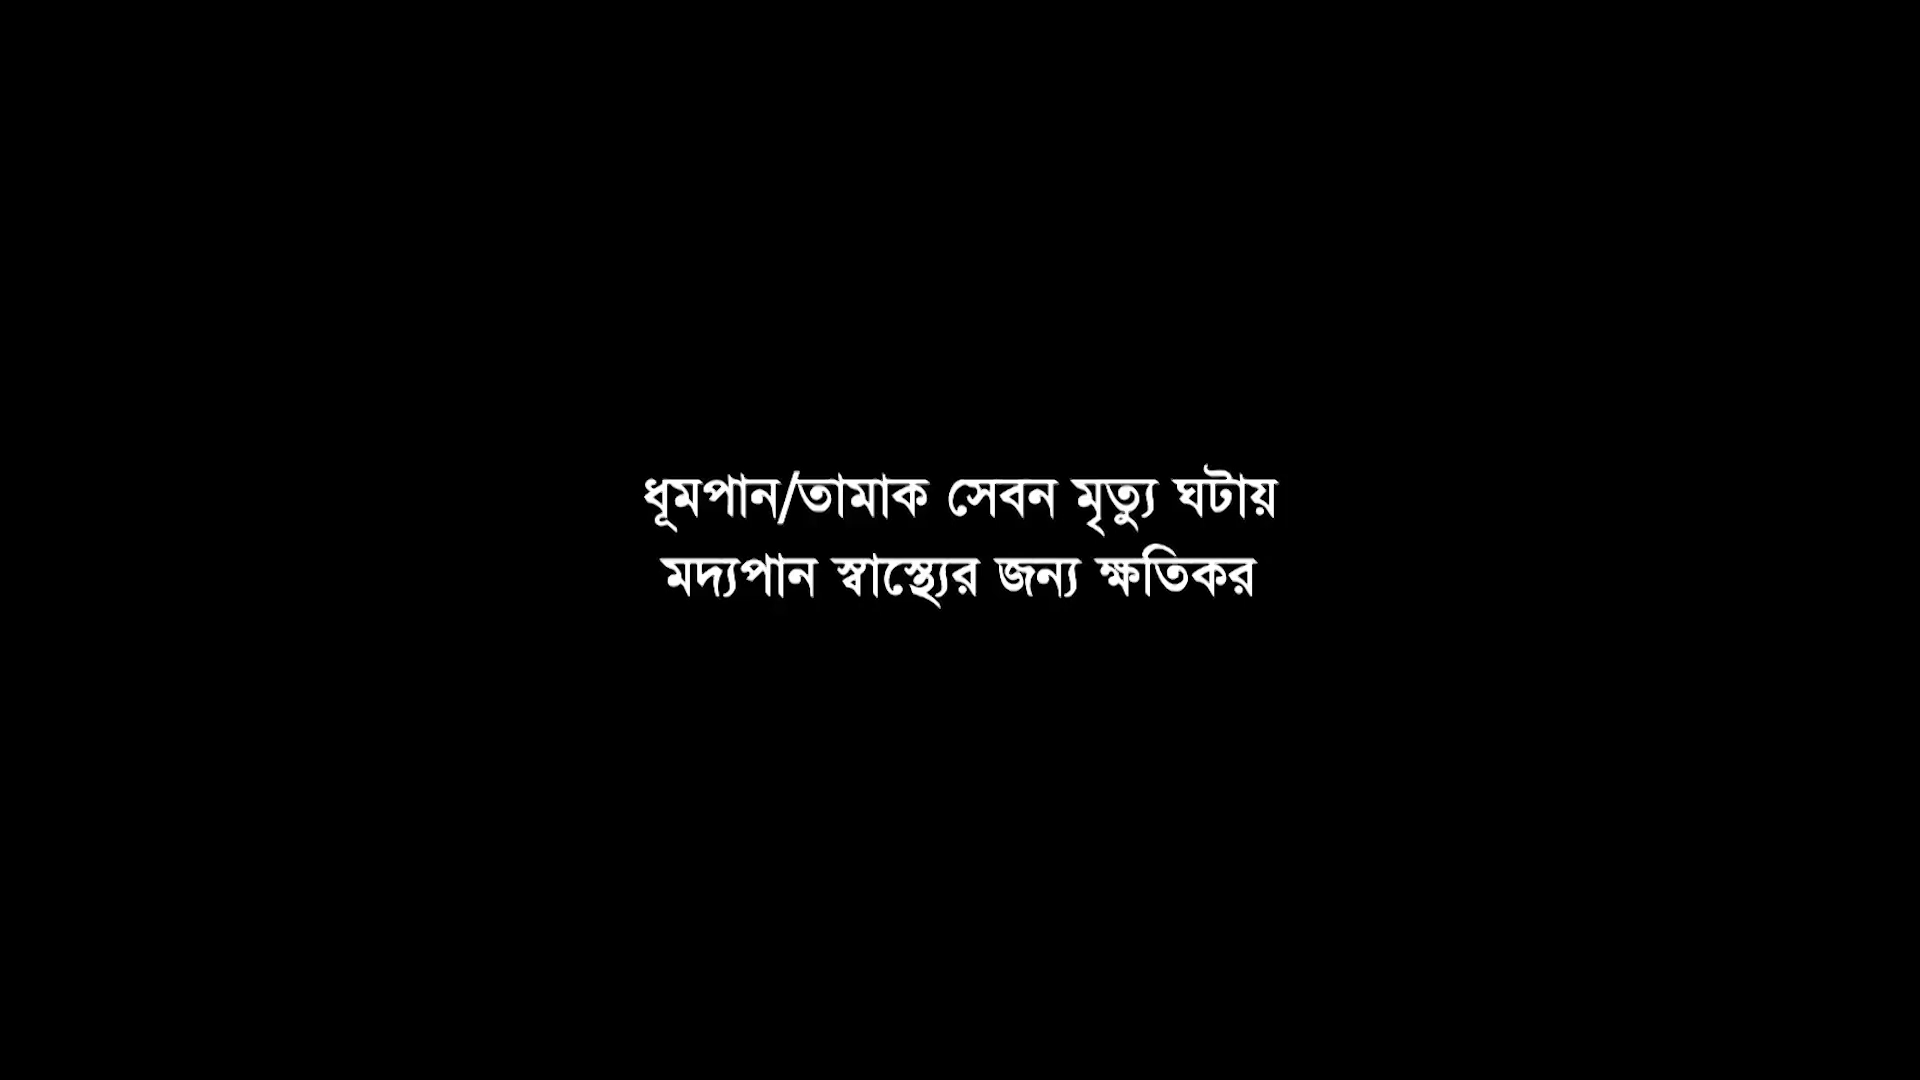 ধূমপান/তামাক সেবন মৃত্যু ঘটায়
মদ্যপান স্বাস্থ্যের জন্য ক্ষতিকর